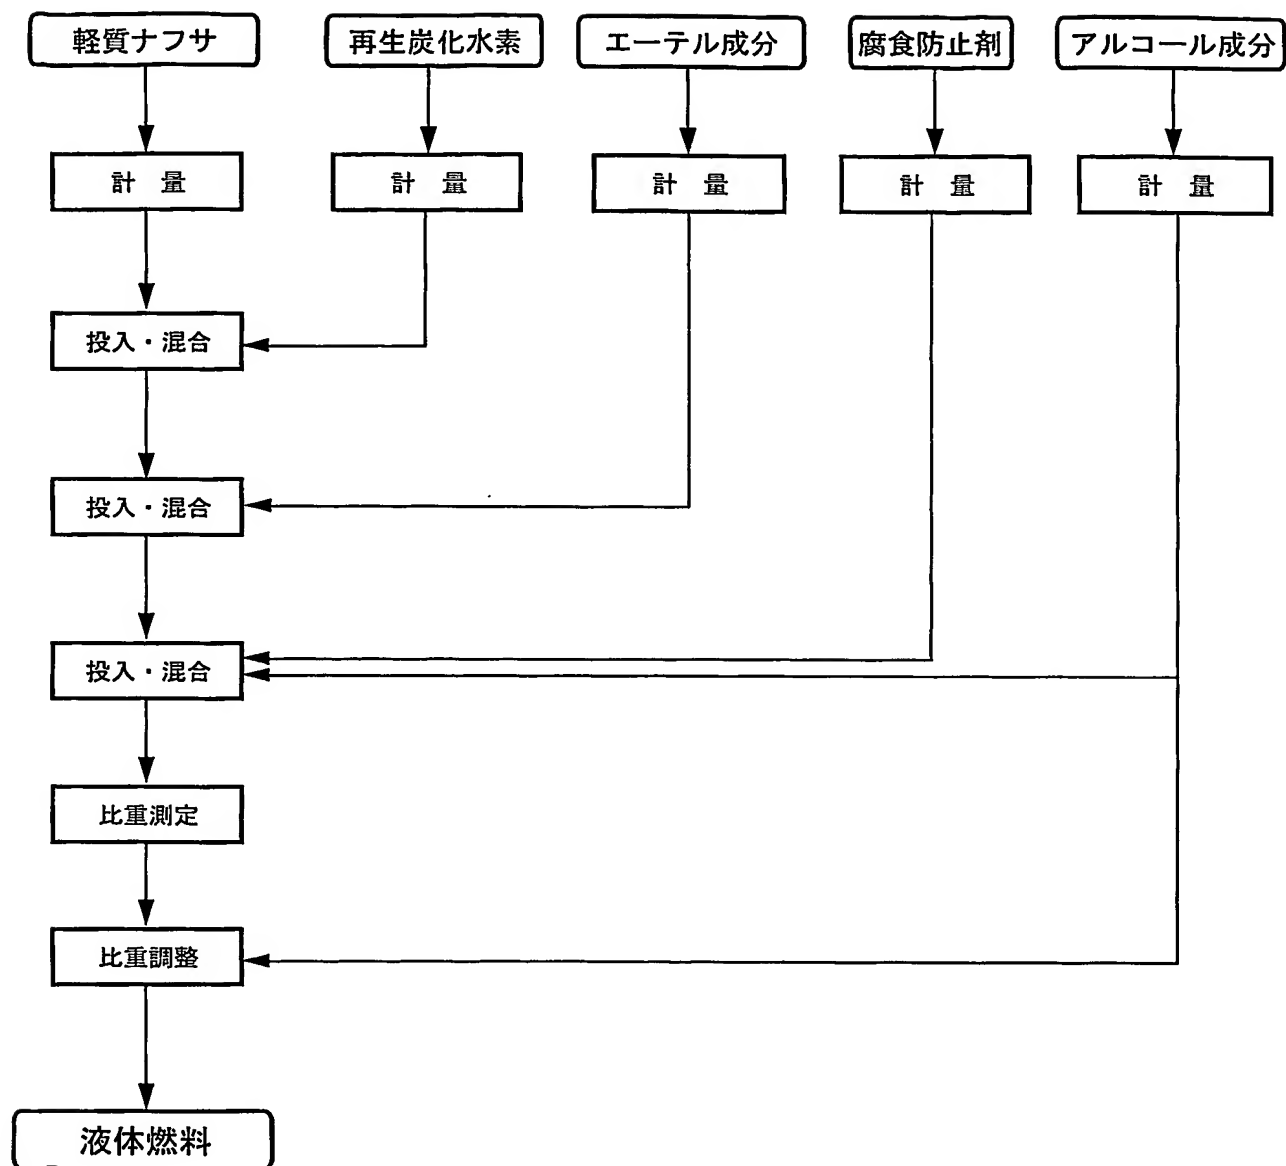 軽質ナフサ
再生炭化水素
エーテル成分
腐食防止剤
アルコール成分
計 量
計 量
計 量
計 量
計 量
投入・混合
投入・混合
投入・混合
比重測定
比重調整
液体燃料